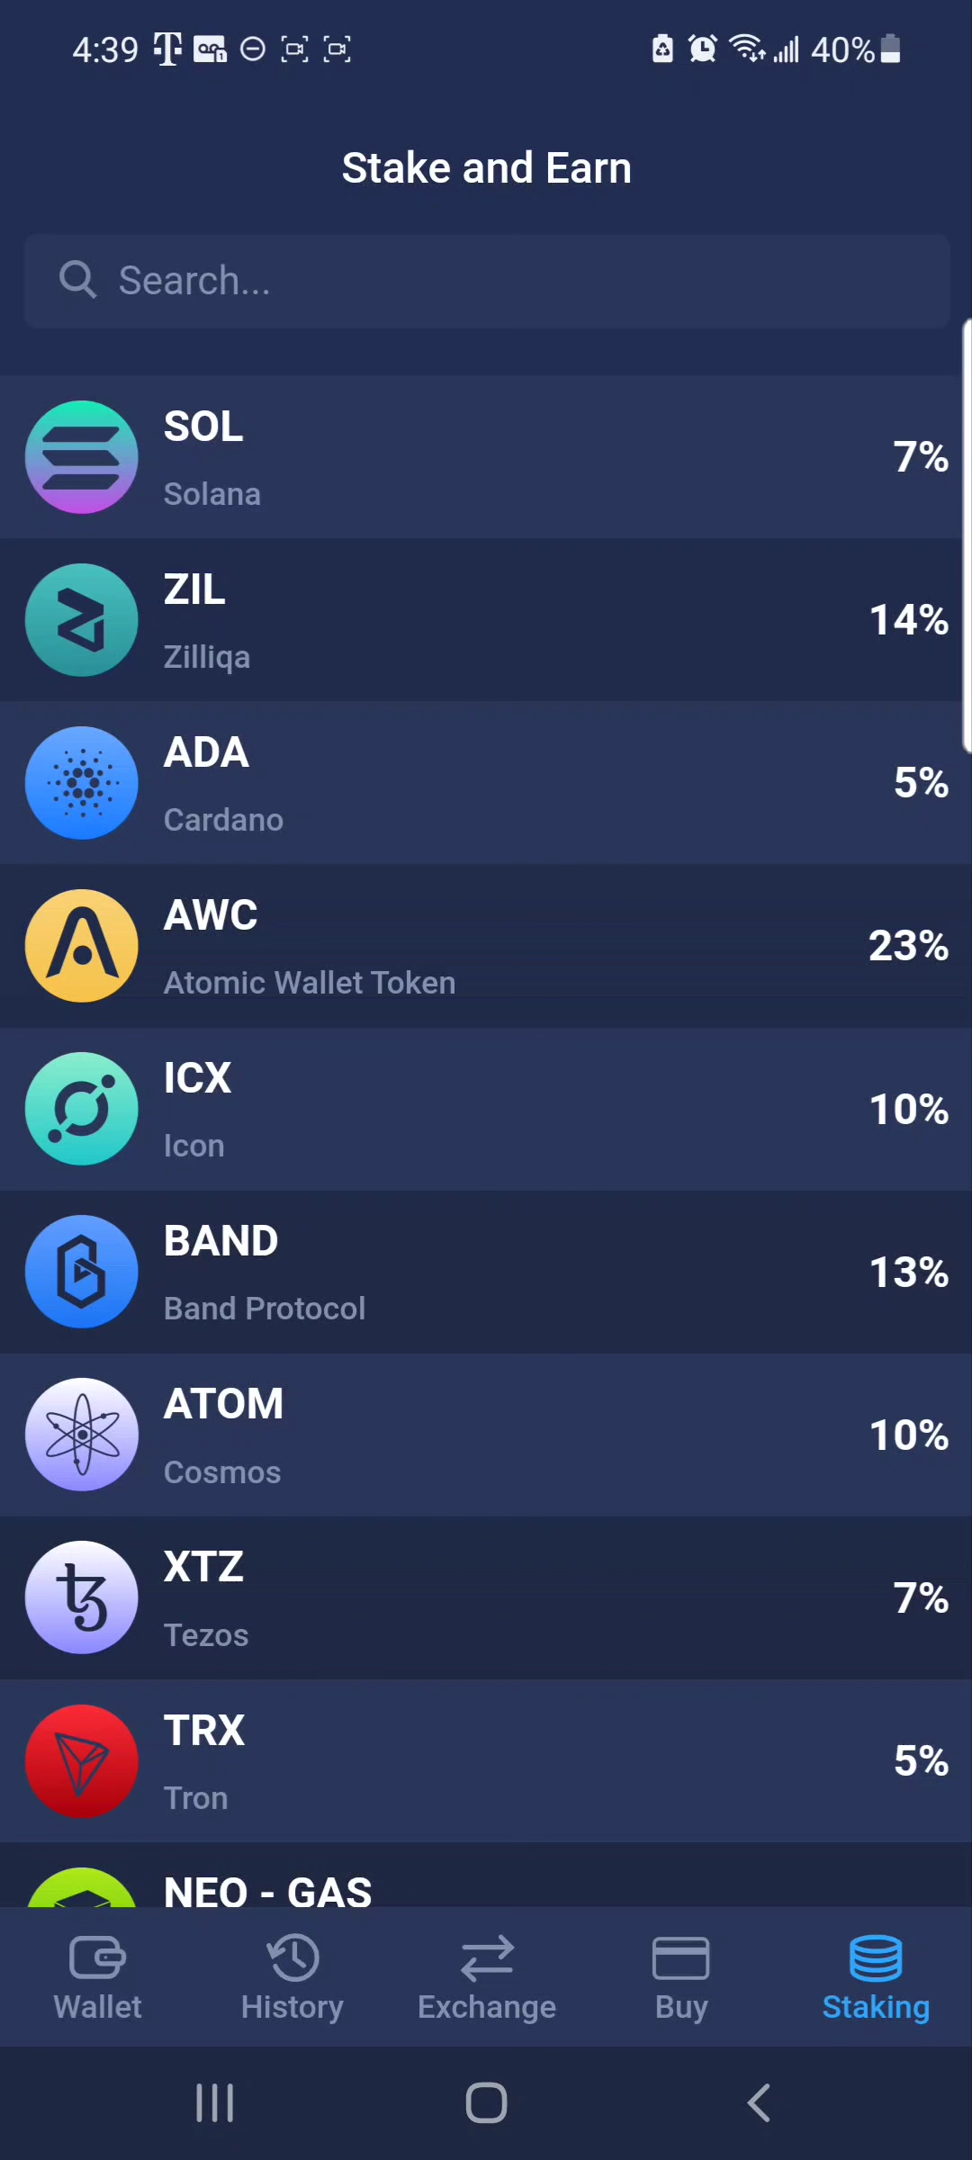 4:39 40%
Stake and Earn
Search...
SOL
Solana
7%
ZIL
Zilliqa
14%
ADA
Cardano
5%
AWC
Atomic Wallet Token
23%
ICX
Icon
10%
BAND
Band Protocol
13%
ATOM
Cosmos
10%
XTZ
Tezos
7%
TRX
Tron
5%
NEO - GAS
Wallet History Exchange Buy Staking